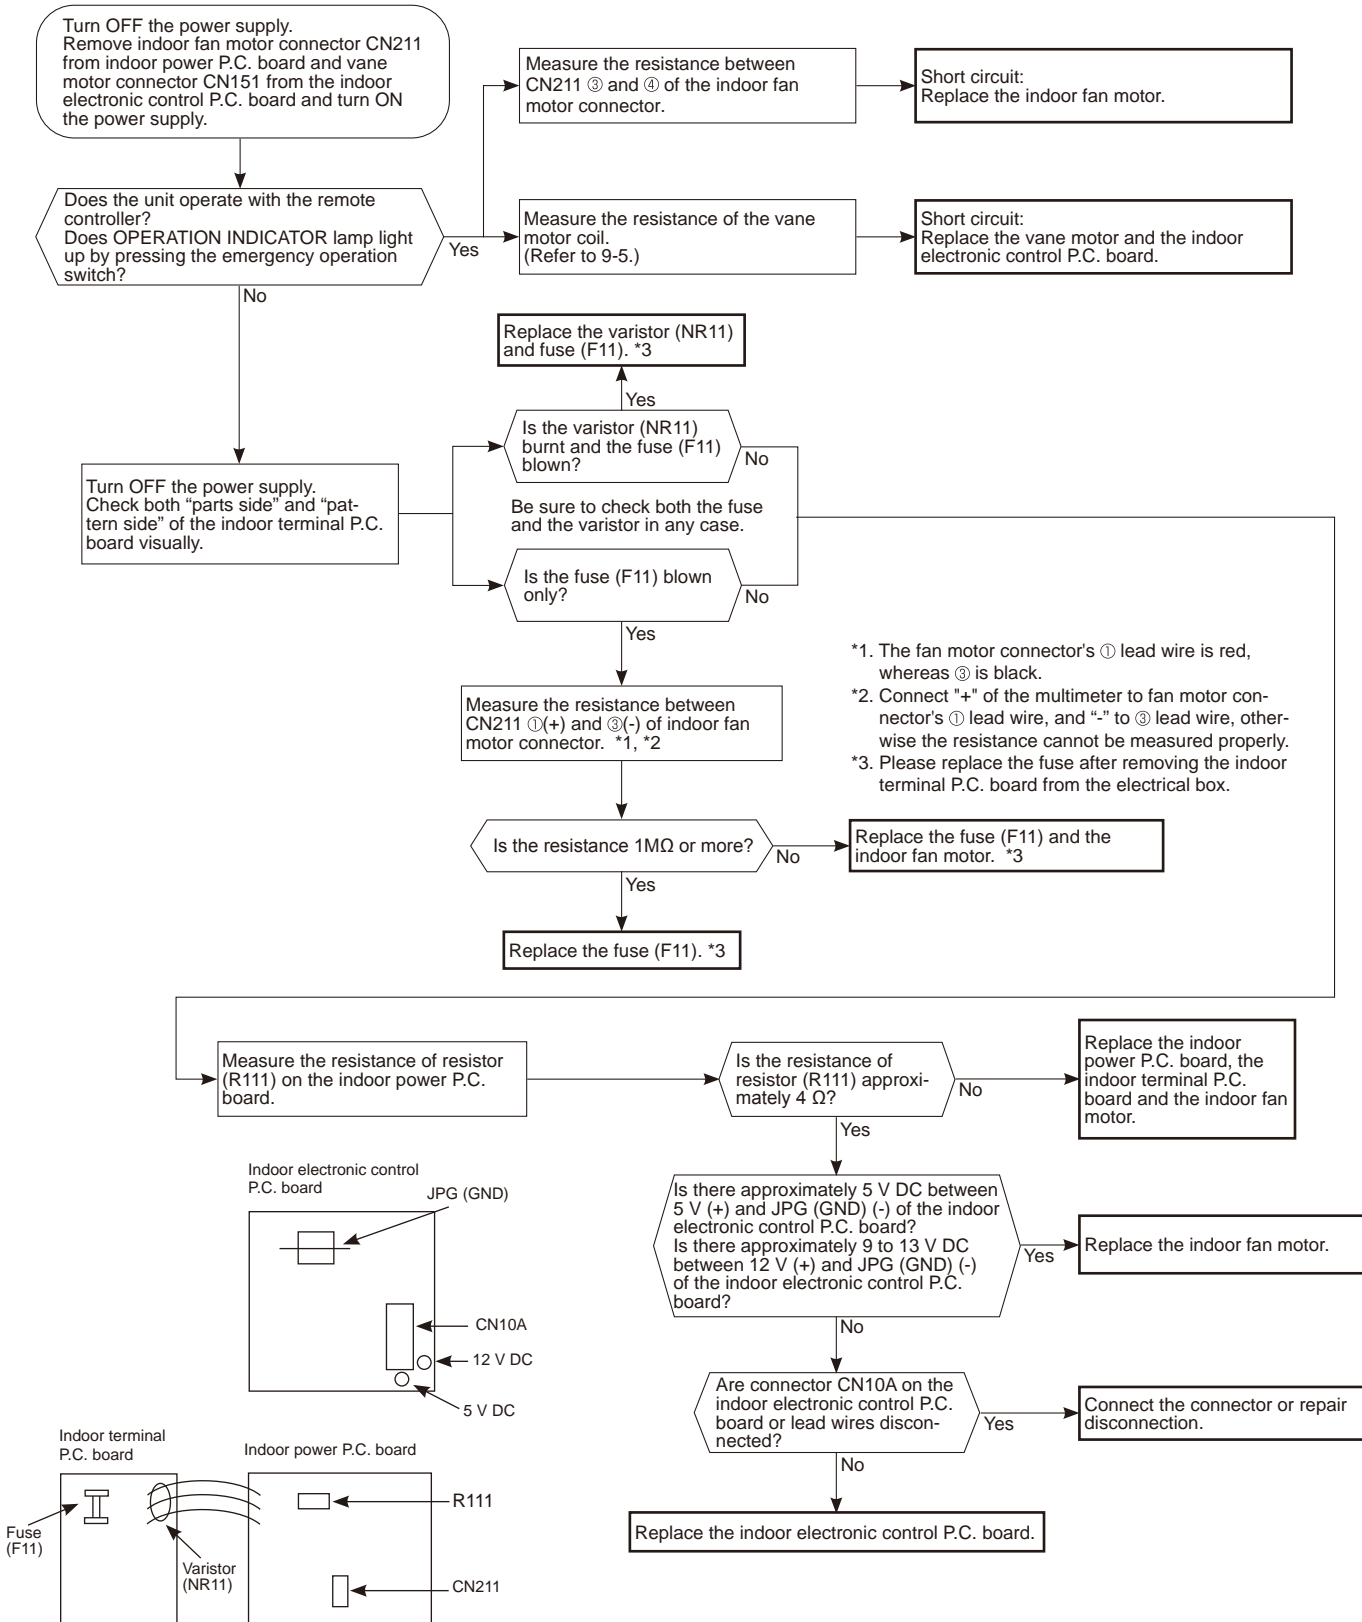 Turn OFF the power supply.
Remove indoor fan motor connector CN211
from indoor power P.C. board and vane
motor connector CN151 from the indoor
electronic control P.C. board and turn ON
the power supply.
Measure the resistance between
CN211 ③ and ④ of the indoor fan
motor connector.
Short circuit:
Replace the indoor fan motor.
Does the unit operate with the remote
controller?
Does OPERATION INDICATOR lamp light
up by pressing the emergency operation
switch?
Yes
Measure the resistance of the vane
motor coil.
(Refer to 9-5.)
Short circuit:
Replace the vane motor and the indoor
electronic control P.C. board.
No
Replace the varistor (NR11)
and fuse (F11). *3
Yes
Is the varistor (NR11)
burnt and the fuse (F11)
blown?
No
Turn OFF the power supply.
Check both “parts side” and “pat-
tern side” of the indoor terminal P.C.
board visually.
Be sure to check both the fuse
and the varistor in any case.
Is the fuse (F11) blown
only?
No
Yes
*1. The fan motor connector's ① lead wire is red,
whereas ③ is black.
*2. Connect "+" of the multimeter to fan motor con-
nector's ① lead wire, and “-” to ③ lead wire, other-
wise the resistance cannot be measured properly.
*3. Please replace the fuse after removing the indoor
terminal P.C. board from the electrical box.
Measure the resistance between
CN211 ①(+) and ③(-) of indoor fan
motor connector. *1, *2
Is the resistance 1MΩ or more?
No
Replace the fuse (F11) and the
indoor fan motor. *3
Yes
Replace the fuse (F11). *3
Measure the resistance of resistor
(R111) on the indoor power P.C.
board.
Is the resistance of
resistor (R111) approxi-
mately 4 Ω?
No
Replace the indoor
power P.C. board, the
indoor terminal P.C.
board and the indoor fan
motor.
Yes
Is there approximately 5 V DC between
5 V (+) and JPG (GND) (-) of the indoor
electronic control P.C. board?
Is there approximately 9 to 13 V DC
between 12 V (+) and JPG (GND) (-)
of the indoor electronic control P.C.
board?
Yes
Replace the indoor fan motor.
No
Are connector CN10A on the
indoor electronic control P.C.
board or lead wires discon-
nected?
Yes
Connect the connector or repair
disconnection.
No
Replace the indoor electronic control P.C. board.
Indoor electronic control
P.C. board
JPG (GND)
CN10A
12 V DC
5 V DC
Indoor terminal
P.C. board
Indoor power P.C. board
Fuse
(F11)
Varistor
(NR11)
R111
CN211